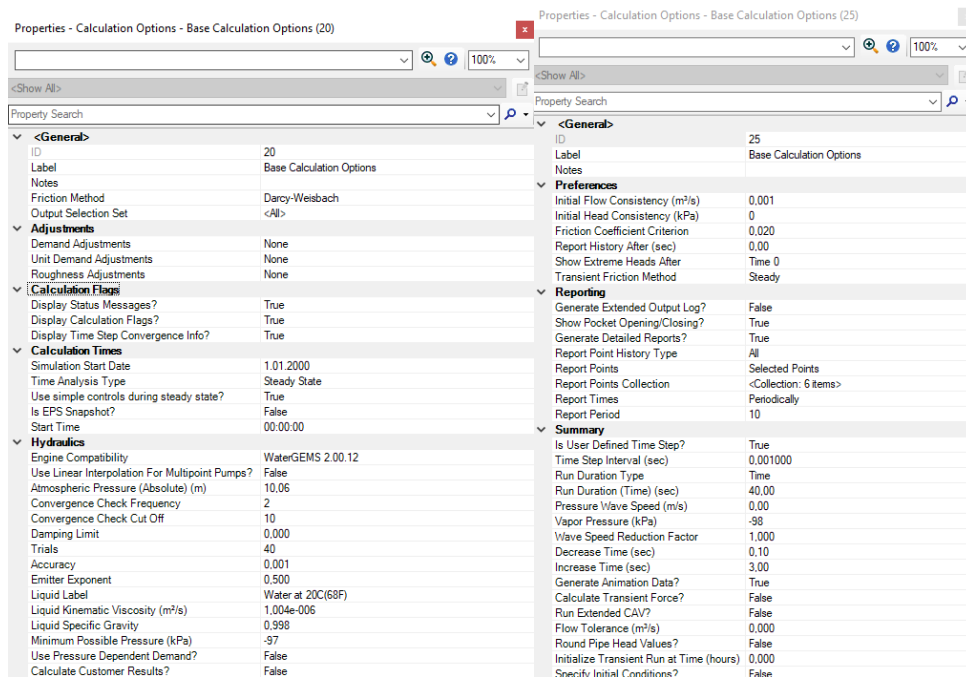 Properties - Calculation Options - Base Calculation Options (20)
x
100%
<Show All>
Property Search
<General>
ID 20
Label Base Calculation Options
Notes
Friction Method Darcy-Weisbach
Output Selection Set <All>
Adjustments
Demand Adjustments None
Unit Demand Adjustments None
Roughness Adjustments None
Calculation Flags
Display Status Messages? True
Display Calculation Flags? True
Display Time Step Convergence Info? True
Calculation Times
Simulation Start Date 1.01.2000
Time Analysis Type Steady State
Use simple controls during steady state? True
Is EPS Snapshot? False
Start Time 00:00:00
Hydraulics
Engine Compatibility WaterGEMS 2.00.12
Use Linear Interpolation For Multipoint Pumps? False
Atmospheric Pressure (Absolute) (m) 10,06
Convergence Check Frequency 2
Convergence Check Cut Off 10
Damping Limit 0,000
Trials 40
Accuracy 0,001
Emitter Exponent 0,500
Liquid Label Water at 20C(68F)
Liquid Kinematic Viscosity (m²/s) 1,004e-006
Liquid Specific Gravity 0,998
Minimum Possible Pressure (kPa) -97
Use Pressure Dependent Demand? False
Calculate Customer Results? False
Properties - Calculation Options - Base Calculation Options (25)
100%
<Show All>
Property Search
<General>
ID 25
Label Base Calculation Options
Notes
Preferences
Initial Flow Consistency (m³/s) 0,001
Initial Head Consistency (kPa) 0
Friction Coefficient Criterion 0,020
Report History After (sec) 0,00
Show Extreme Heads After Time 0
Transient Friction Method Steady
Reporting
Generate Extended Output Log? False
Show Pocket Opening/Closing? True
Generate Detailed Reports? True
Report Point History Type All
Report Points Selected Points
Report Points Collection <Collection: 6 items>
Report Times Periodically
Report Period 10
Summary
Is User Defined Time Step? True
Time Step Interval (sec) 0,001000
Run Duration Type Time
Run Duration (Time) (sec) 40,00
Pressure Wave Speed (m/s) 0,00
Vapor Pressure (kPa) -98
Wave Speed Reduction Factor 1,000
Decrease Time (sec) 0,10
Increase Time (sec) 3,00
Generate Animation Data? True
Calculate Transient Force? False
Run Extended CAV? False
Flow Tolerance (m³/s) 0,000
Round Pipe Head Values? False
Initialize Transient Run at Time (hours) 0,000
Specify Initial Conditions? False